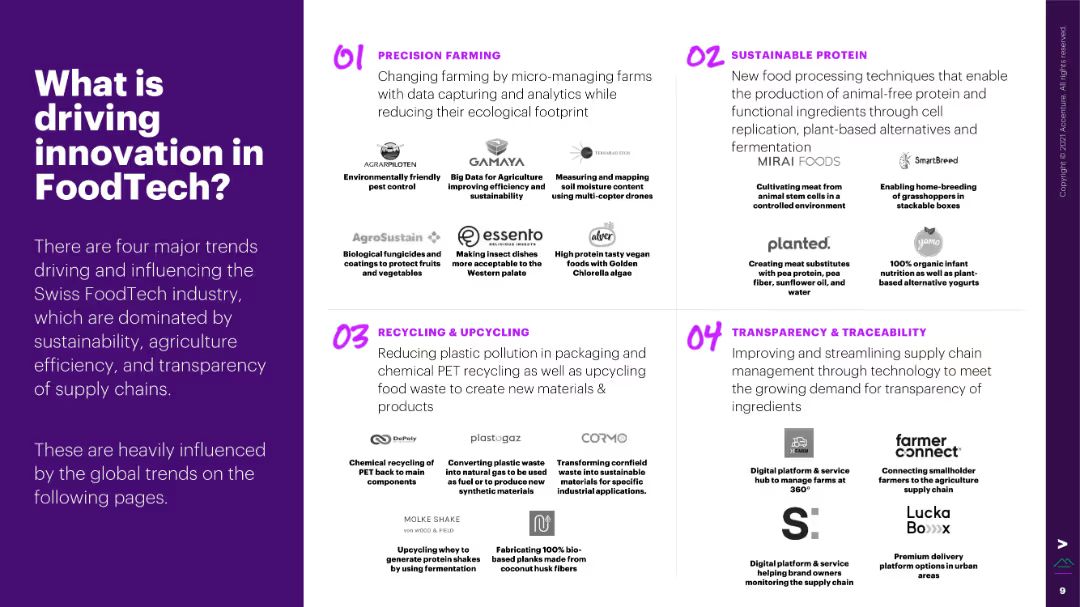 What is
driving
innovation in
FoodTech?
There are four major trends
driving and influencing the
Swiss FoodTech industry,
which are dominated by
sustainability, agriculture
efficiency, and transparency
of supply chains.
These are heavily influenced
by the global trends on the
following pages.
01 PRECISION FARMING
Changing farming by micro-managing farms
with data capturing and analytics while
reducing their ecological footprint
AGRARPILOTEN
Environmentally friendly
pest control
GAMAYA
Big Data for Agriculture
improving efficiency and
sustainability
Measuring and mapping
soil moisture content
using multi-copter drones
AgroSustain
Biological fungicides and
coatings to protect fruits
and vegetables
essento
DELICIOUS INSECTS
Making insect dishes
more acceptable to the
Western palate
alver
High protein tasty vegan
foods with Golden
Chlorella algae
02 SUSTAINABLE PROTEIN
New food processing techniques that enable
the production of animal-free protein and
functional ingredients through cell
replication, plant-based alternatives and
fermentation
MIRAI FOODS
Cultivating meat from
animal stem cells in a
controlled environment
SmartBreed
Enabling home-breeding
of grasshoppers in
stackable boxes
planted.
Creating meat substitutes
with pea protein, pea
fiber, sunflower oil, and
water
yamo
100% organic infant
nutrition as well as plant-
based alternative yogurts
03 RECYCLING & UPCYCLING
Reducing plastic pollution in packaging and
chemical PET recycling as well as upcycling
food waste to create new materials &
products
DePoly
Chemical recycling of
PET back to main
components
plastogaz
Converting plastic waste
into natural gas to be used
as fuel or to produce new
synthetic materials
CORMO
Transforming cornfield
waste into sustainable
materials for specific
industrial applications.
MOLKE SHAKE
von WOOD & FIELD
Upcycling whey to
generate protein shakes
by using fermentation
Fabricating 100% bio-
based planks made from
coconut husk fibers
04 TRANSPARENCY & TRACEABILITY
Improving and streamlining supply chain
management through technology to meet
the growing demand for transparency of
ingredients
Digital platform & service
hub to manage farms at
360°
farmer
connect®
Connecting smallholder
farmers to the agriculture
supply chain
S:
Digital platform & service
helping brand owners
monitoring the supply chain
Lucka
Box
Premium delivery
platform options in urban
areas
Copyright © 2021 Accenture. All rights reserved.
>
9